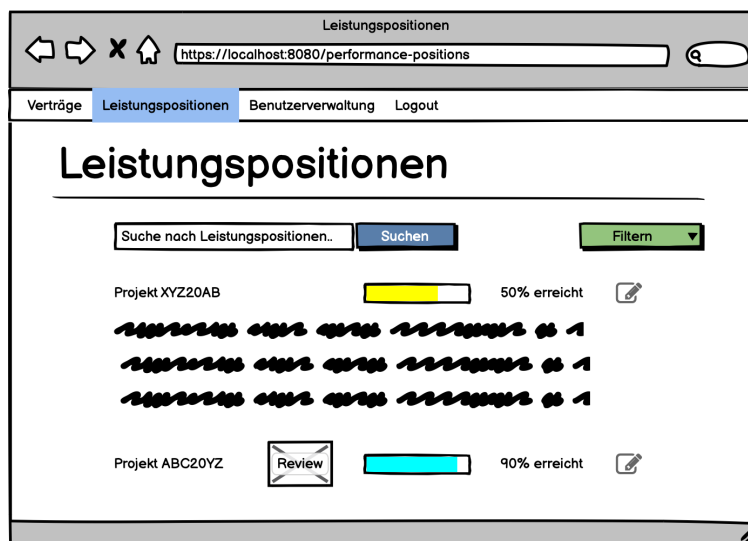 Leistungspositionen
https://localhost:8080/performance-positions
Verträge Leistungspositionen Benutzerverwaltung Logout
Leistungspositionen
Suche nach Leistungspositionen.. Suchen Filtern
Projekt XYZ20AB 50% erreicht
Projekt ABC20YZ Review 90% erreicht